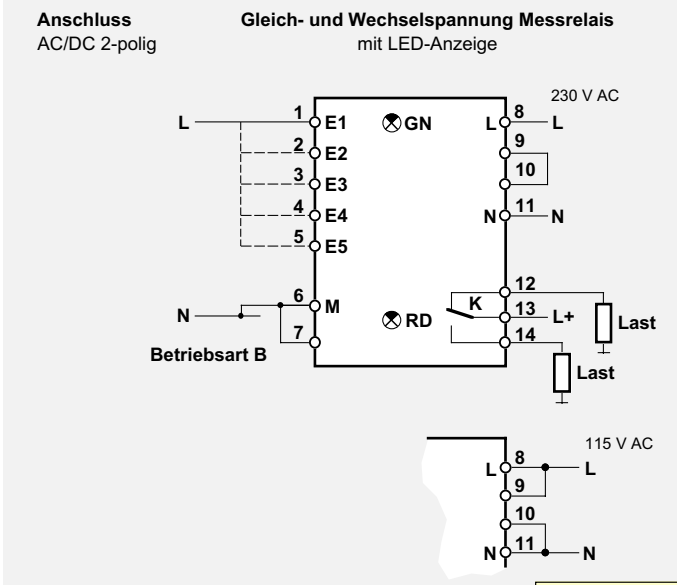 Anschluss
AC/DC 2-polig
Gleich- und Wechselspannung Messrelais
mit LED-Anzeige
230 V AC
L 1 E1 GN L 8 L
2 E2 9
3 E3 10
4 E4 N 11 N
5 E5
12
6 M K 13 L+ Last
N RD
7 14
Betriebsart B Last
115 V AC
L 8 L
9
10
N 11 N